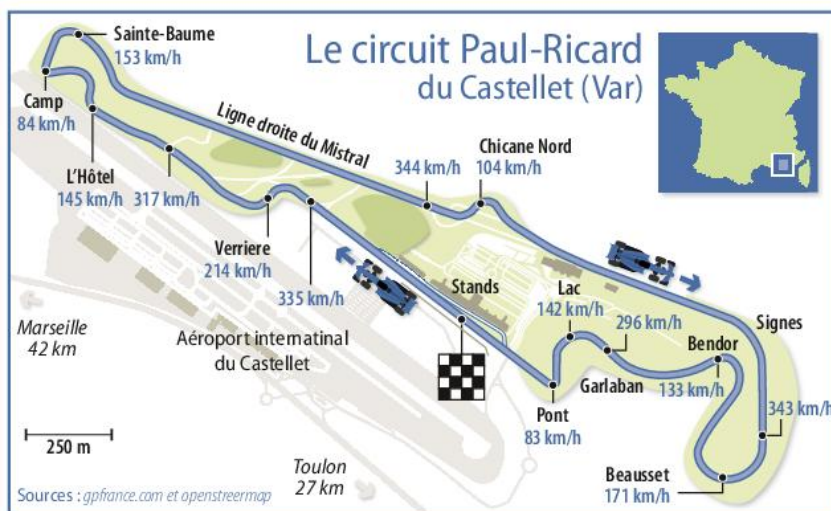 Le circuit Paul-Ricard
du Castellet (Var)
Sainte-Baume
153 km/h
Camp
84 km/h
L'Hôtel
145 km/h
317 km/h
Ligne droite du Mistral
344 km/h
Chicane Nord
104 km/h
Verriere
214 km/h
335 km/h
Stands
Lac
142 km/h
296 km/h
Bendor
133 km/h
Signes
343 km/h
Garlaban
Pont
83 km/h
Beausset
171 km/h
Aéroport internatinal
du Castellet
Marseille
42 km
250 m
Toulon
27 km
Sources : gpfrance.com et openstreermap